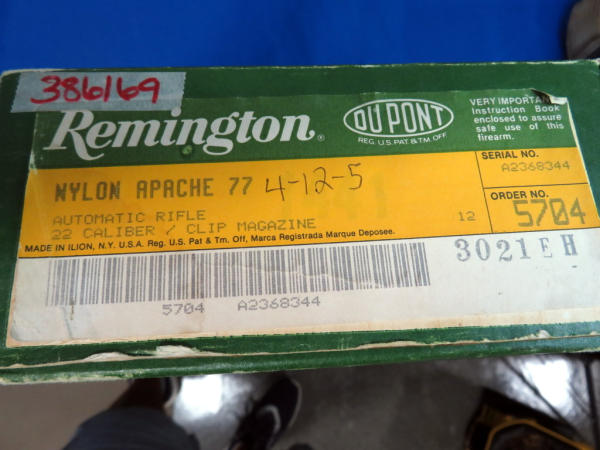 386169
Remington®
DU PONT
REG. U.S. PAT. & TM. OFF.
VERY IMPORTANT
Instruction Book
enclosed to assure
safe use of this
firearm.
NYLON APACHE 77 4-12-5
AUTOMATIC RIFLE
22 CALIBER / CLIP MAGAZINE 12
SERIAL NO.
A2368344
ORDER NO.
5704
MADE IN ILION, N.Y. U.S.A. Reg. U.S. Pat & Tm. Off, Marca Registrada Marque Deposee.
3021EH
5704 A2368344